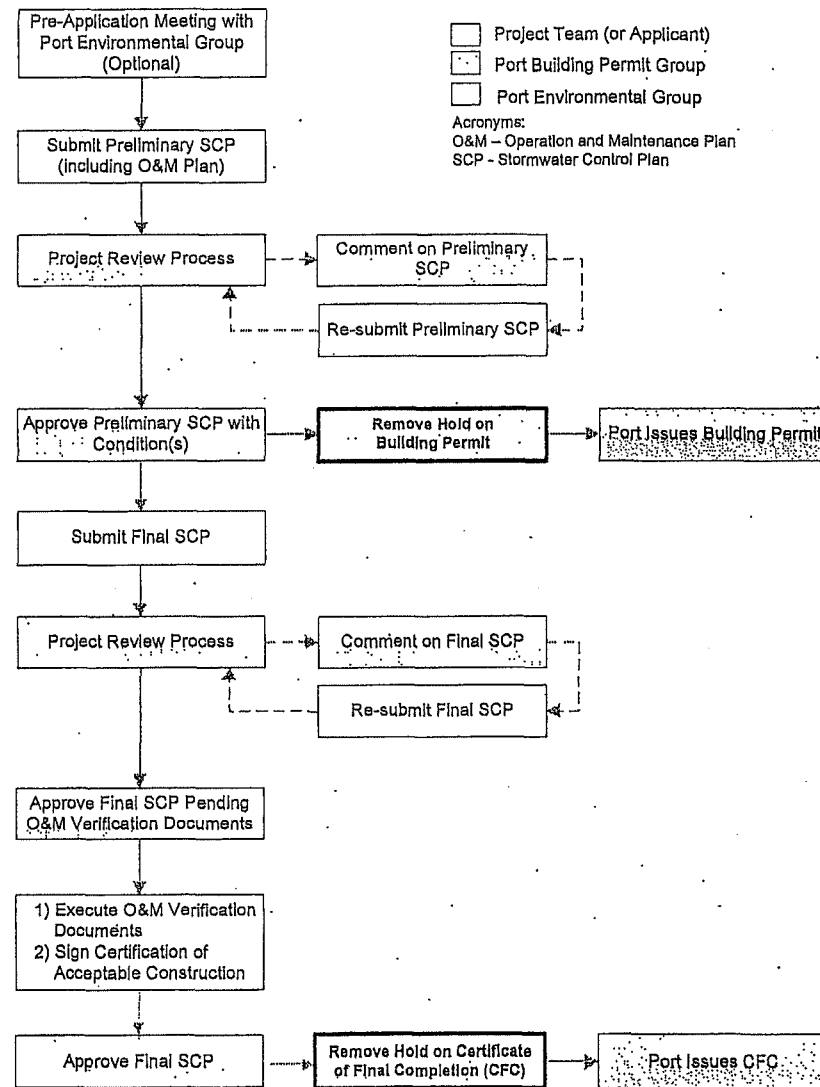 Pre-Application Meeting with
Port Environmental Group
(Optional)
Project Team (or Applicant)
Port Building Permit Group
Port Environmental Group
Acronyms:
O&M – Operation and Maintenance Plan
SCP - Stormwater Control Plan
Submit Preliminary SCP
(including O&M Plan)
Project Review Process
Comment on Preliminary
SCP
Re-submit Preliminary SCP
Approve Preliminary SCP with
Condition(s)
Remove Hold on
Building Permit
Port Issues Building Permit
Submit Final SCP
Project Review Process
Comment on Final SCP
Re-submit Final SCP
Approve Final SCP Pending
O&M Verification Documents
1) Execute O&M Verification
Documents
2) Sign Certification of
Acceptable Construction
Approve Final SCP
Remove Hold on Certificate
of Final Completion (CFC)
Port Issues CFC